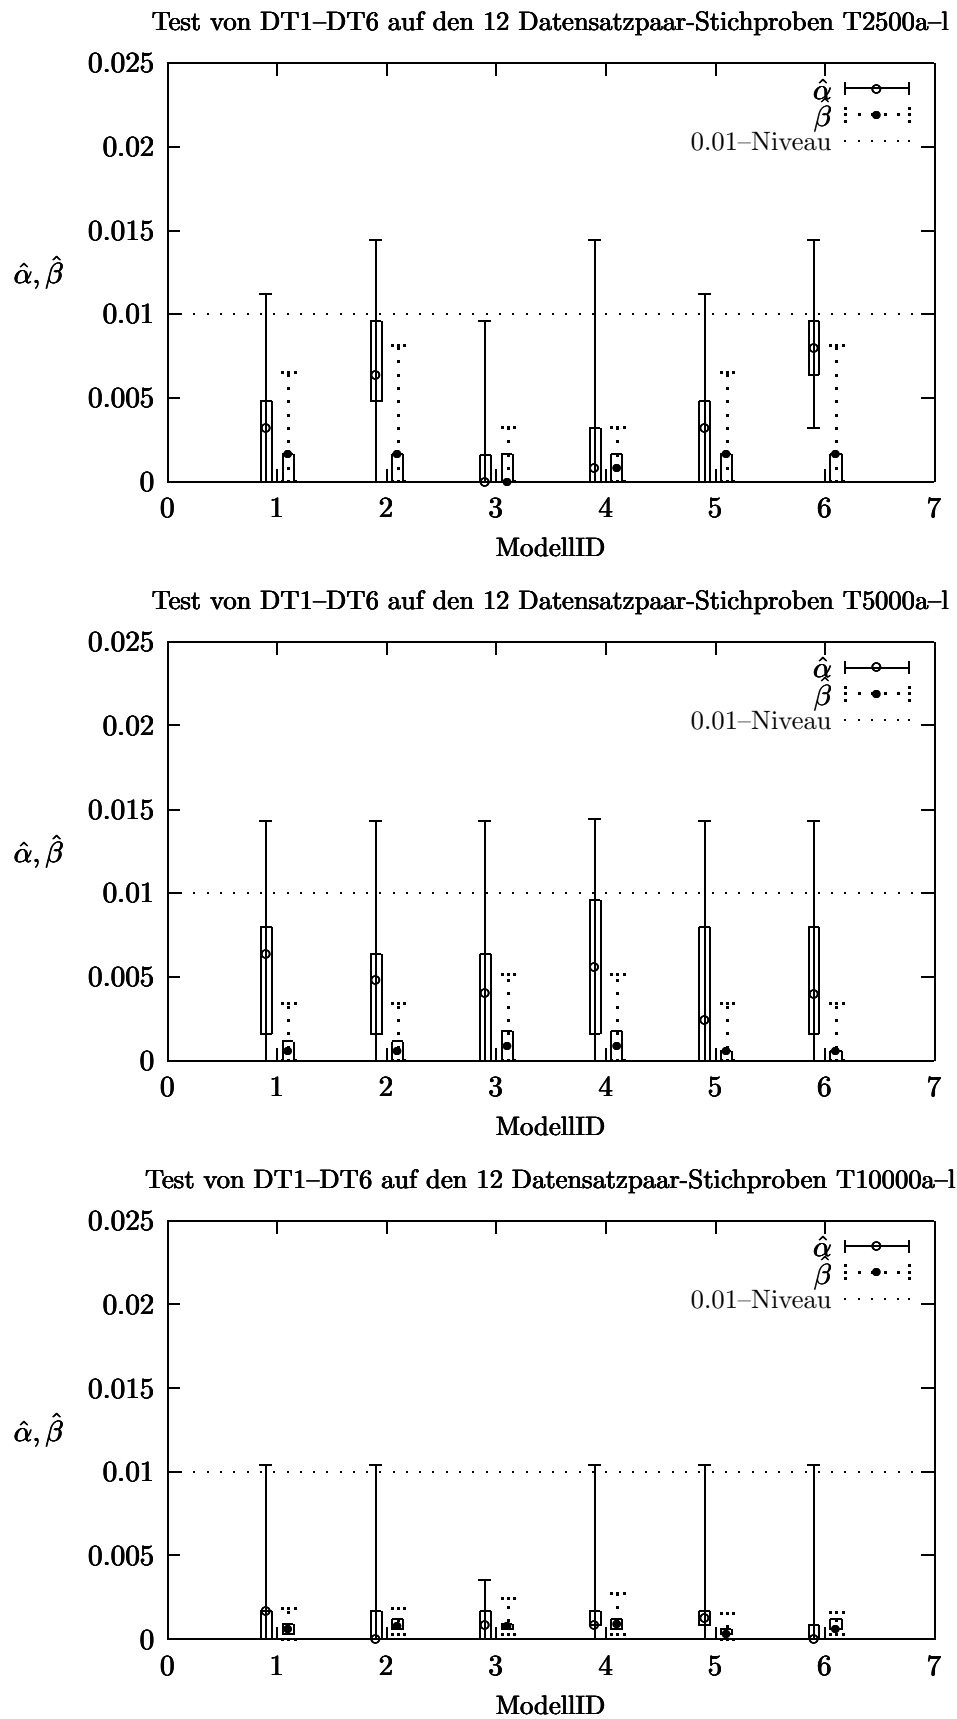 Test von DT1–DT6 auf den 12 Datensatzpaar-Stichproben T2500a–l
0.025
α̂
β̂
0.02
0.01–Niveau
0.015
α̂, β̂
0.01
0.005
0
0 1 2 3 4 5 6 7
ModellID
Test von DT1–DT6 auf den 12 Datensatzpaar-Stichproben T5000a–l
0.025
α̂
β̂
0.02
0.01–Niveau
0.015
α̂, β̂
0.01
0.005
0
0 1 2 3 4 5 6 7
ModellID
Test von DT1–DT6 auf den 12 Datensatzpaar-Stichproben T10000a–l
0.025
α̂
β̂
0.02
0.01–Niveau
0.015
α̂, β̂
0.01
0.005
0
0 1 2 3 4 5 6 7
ModellID